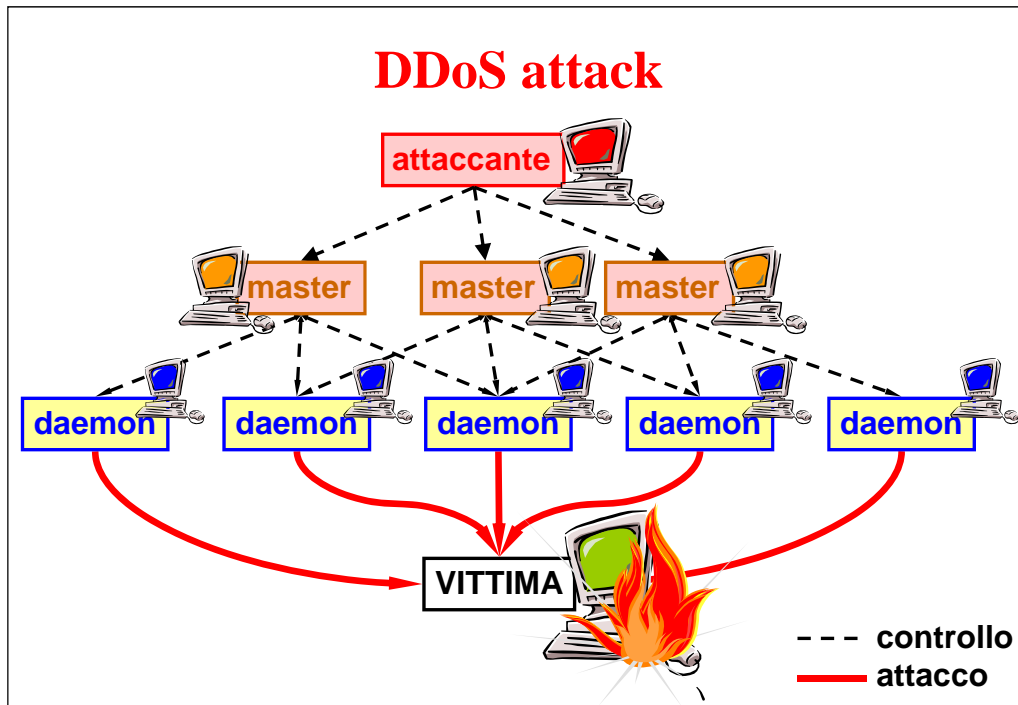 DDoS attack
attaccante
master master master
daemon daemon daemon daemon daemon
VITTIMA
controllo
attacco